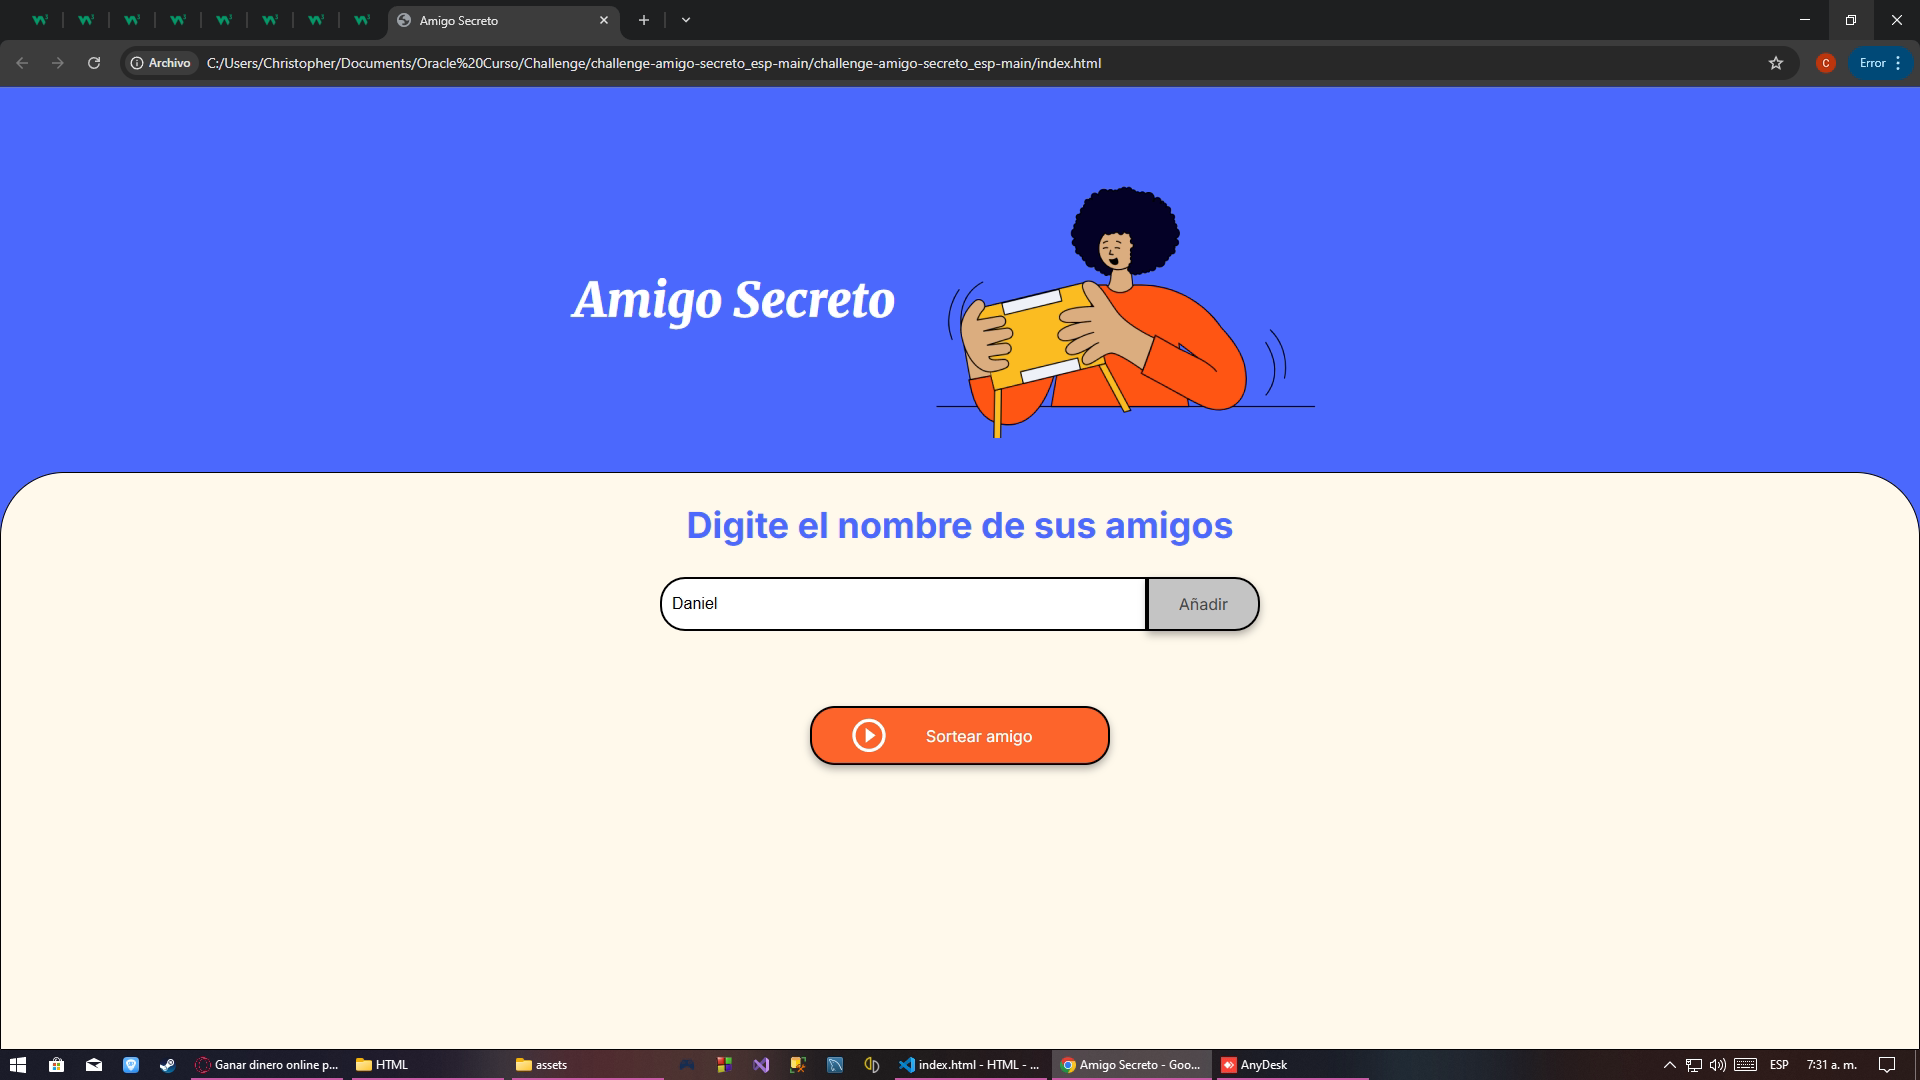 Amigo Secreto
Archivo
C:/Users/Christopher/Documents/Oracle%20Curso/Challenge/challenge-amigo-secreto_esp-main/challenge-amigo-secreto_esp-main/index.html
C
Error
Amigo Secreto
Digite el nombre de sus amigos
Daniel
Añadir
Sortear amigo
Ganar dinero online p...
HTML
assets
index.html - HTML - ...
Amigo Secreto - Goo...
AnyDesk
ESP
7:31 a. m.